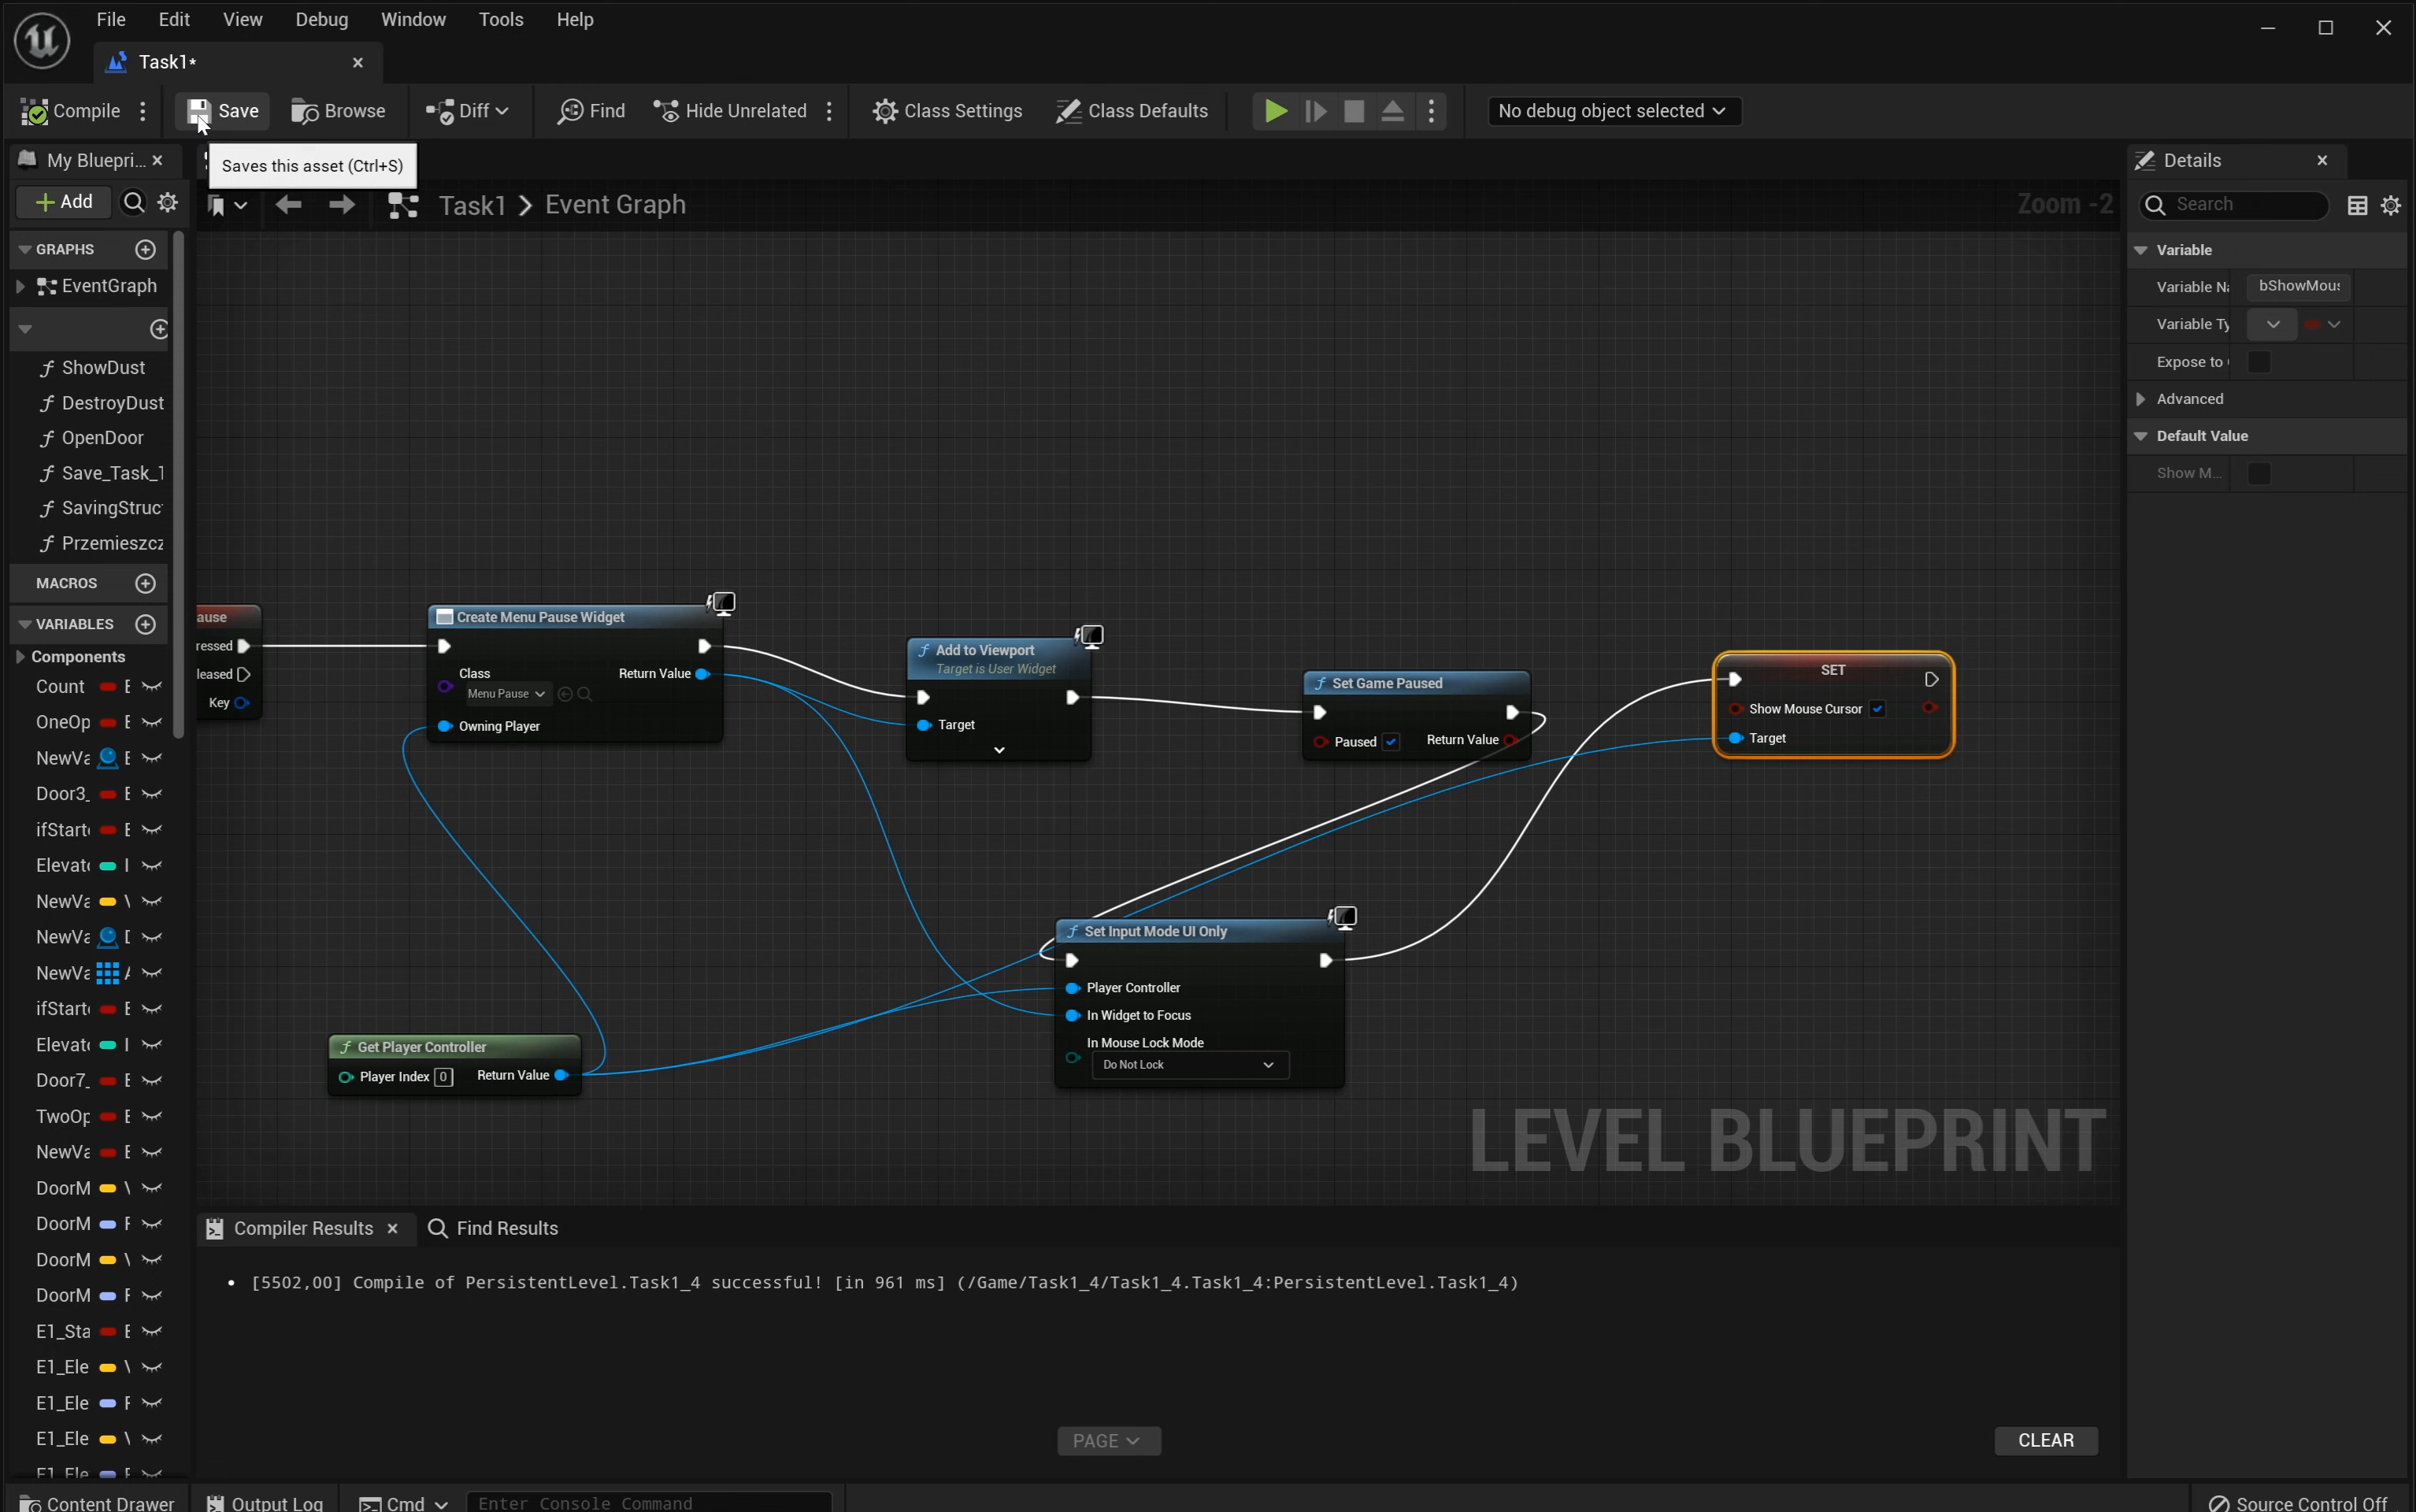 File Edit View Debug Window Tools Help
Task1*
Compile Save Browse Diff Find Hide Unrelated Class Settings Class Defaults No debug object selected
Saves this asset (Ctrl+S)
My Bluepri...
Add
Task1 > Event Graph
Zoom -2
GRAPHS
EventGraph
ShowDust
DestroyDust
OpenDoor
Save_Task_1
SavingStruc
Przemieszcz
MACROS
VARIABLES
Components
Count
OneOp
NewVa
Door3_
ifStart
Elevat
NewVa
NewVa
NewVa
ifStart
Elevat
Door7_
TwoOp
NewVa
DoorM
DoorM
DoorM
DoorM
E1_Sta
E1_Ele
E1_Ele
E1_Ele
E1_Ele
ause
ressed
leased
Key
Create Menu Pause Widget
Class
Menu Pause
Return Value
Owning Player
Add to Viewport
Target is User Widget
Target
Set Game Paused
Paused
Return Value
SET
Show Mouse Cursor
Target
Set Input Mode UI Only
Player Controller
In Widget to Focus
In Mouse Lock Mode
Do Not Lock
Get Player Controller
Player Index 0
Return Value
LEVEL BLUEPRINT
Compiler Results
Find Results
• [5502,00] Compile of PersistentLevel.Task1_4 successful! [in 961 ms] (/Game/Task1_4/Task1_4.Task1_4:PersistentLevel.Task1_4)
PAGE
CLEAR
Details
Search
Variable
Variable Na
bShowMous
Variable Ty
Expose to
Advanced
Default Value
Show M...
Content Drawer
Output Log
Cmd
Enter Console Command
Source Control Off